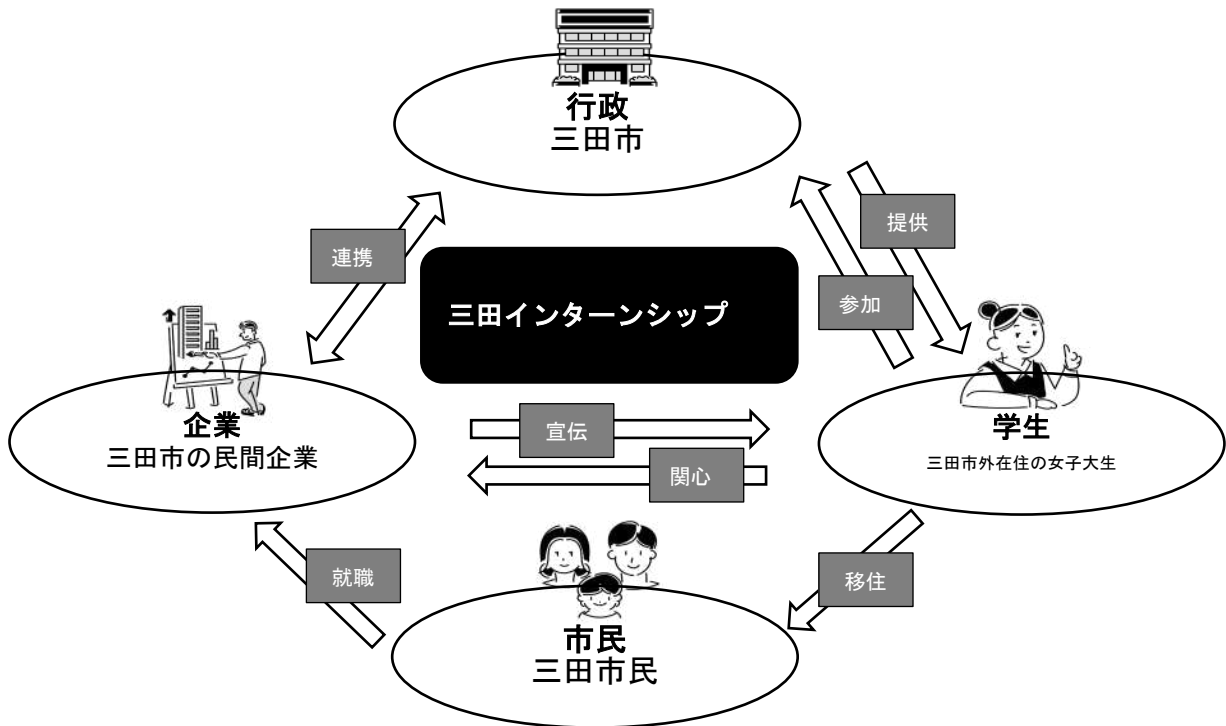 行政
三田市
提供
連携
三田インターンシップ
参加
企業
三田市の民間企業
宣伝
学生
三田市外在住の女子大生
関心
就職
移住
市民
三田市民